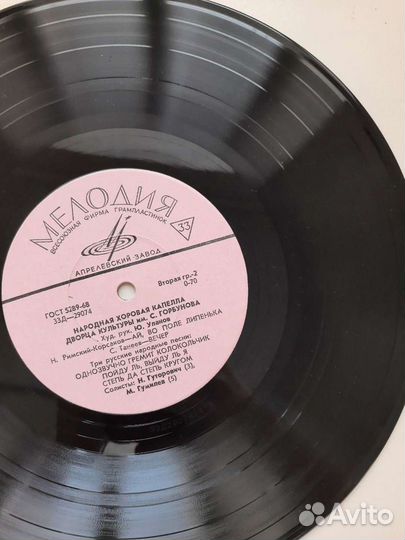 МЕЛОДИЯ
ВСЕСОЮЗНАЯ ФИРМА ГРАМПЛАСТИНОК
33
АПРЕЛЕВСКИЙ ЗАВОД
ГОСТ 5289-68
33Д—29074
Вторая гр.-2
0-70
НАРОДНАЯ ХОРОВАЯ КАПЕЛЛА
ДВОРЦА КУЛЬТУРЫ им. С. ГОРБУНОВА
Худ. рук. Ю. Уланов
Н. Римский-Корсаков—АЙ, ВО ПОЛЕ ЛИПЕНЬКА
С. Танеев—ВЕЧЕР
Три русские народные песни:
ОДНОЗВУЧНО ГРЕМИТ КОЛОКОЛЬЧИК
ПОЙДУ ЛЬ, ВЫЙДУ ЛЬ Я
СТЕПЬ ДА СТЕПЬ КРУГОМ
Солисты: Н. Гуторович (3),
М. Гумилев (5)
Avito